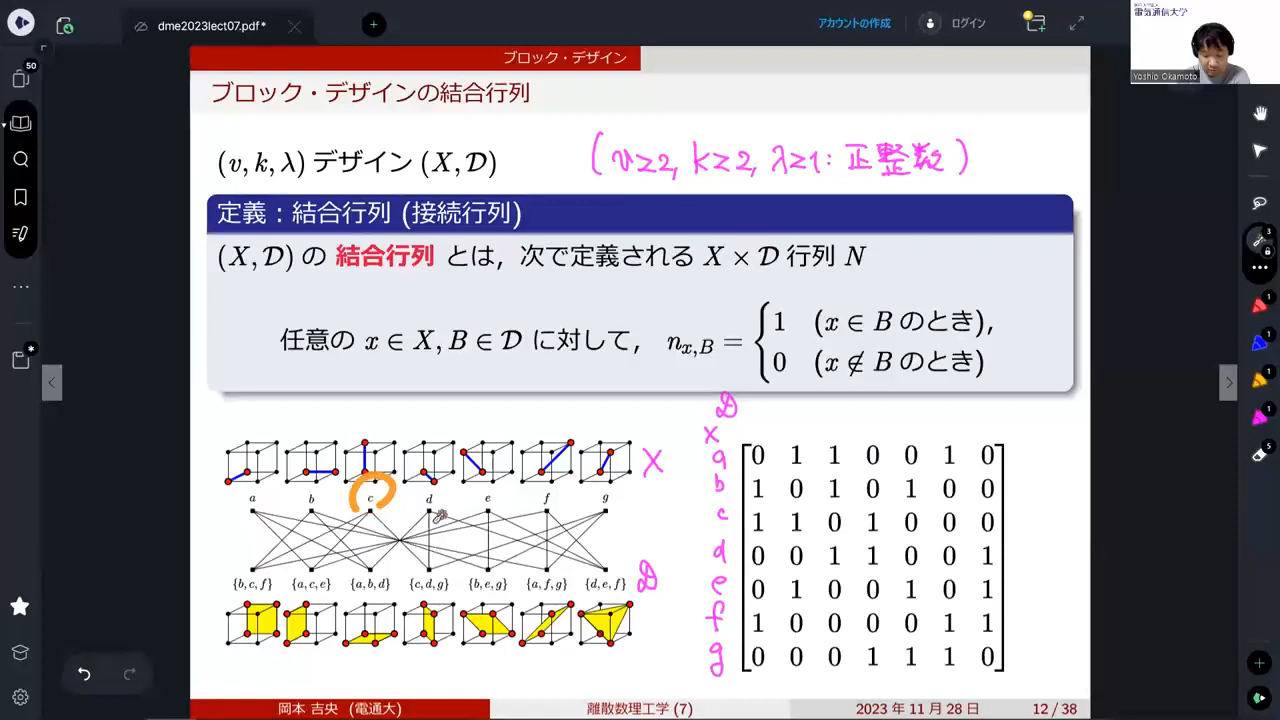 dme2023lect07.pdf*
アカウントの作成
ログイン
電気通信大学
Yoshio Okamoto
50
ブロック・デザイン
ブロック・デザインの結合行列
(v, k, λ) デザイン (X, 𝒟)
(v≥2, k≥2, λ≥1: 正整数)
定義：結合行列 (接続行列)
(X, 𝒟) の 結合行列 とは，次で定義される X × 𝒟 行列 N
任意の x ∈ X, B ∈ 𝒟 に対して， n_{x,B} = { 1 (x ∈ B のとき),
0 (x ∉ B のとき)
X
a b c d e f g
{b, c, f} {a, c, e} {a, b, d} {c, d, g} {b, e, g} {a, f, g} {d, e, f}
𝒟
𝒟
X
a 0 1 1 0 0 1 0
b 1 0 1 0 1 0 0
c 1 1 0 1 0 0 0
d 0 0 1 1 0 0 1
e 0 1 0 0 1 0 1
f 1 0 0 0 0 1 1
g 0 0 0 1 1 1 0
岡本 吉央 (電通大)
離散数理工学 (7)
2023 年 11 月 28 日
12 / 38
3
1
1
1
1
5